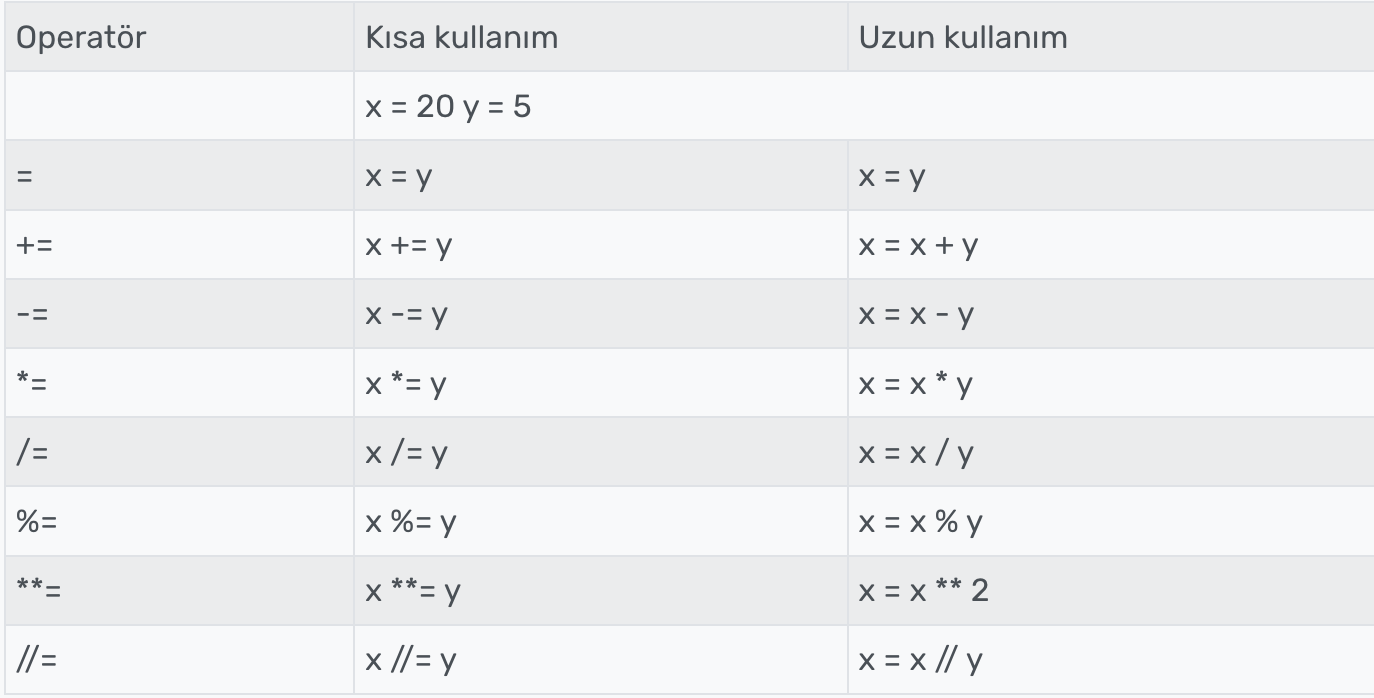 Operatör Kısa kullanım Uzun kullanım
x = 20 y = 5
= x = y x = y
+= x += y x = x + y
-= x -= y x = x - y
*= x *= y x = x * y
/= x /= y x = x / y
%= x %= y x = x % y
**= x **= y x = x ** 2
//= x //= y x = x // y